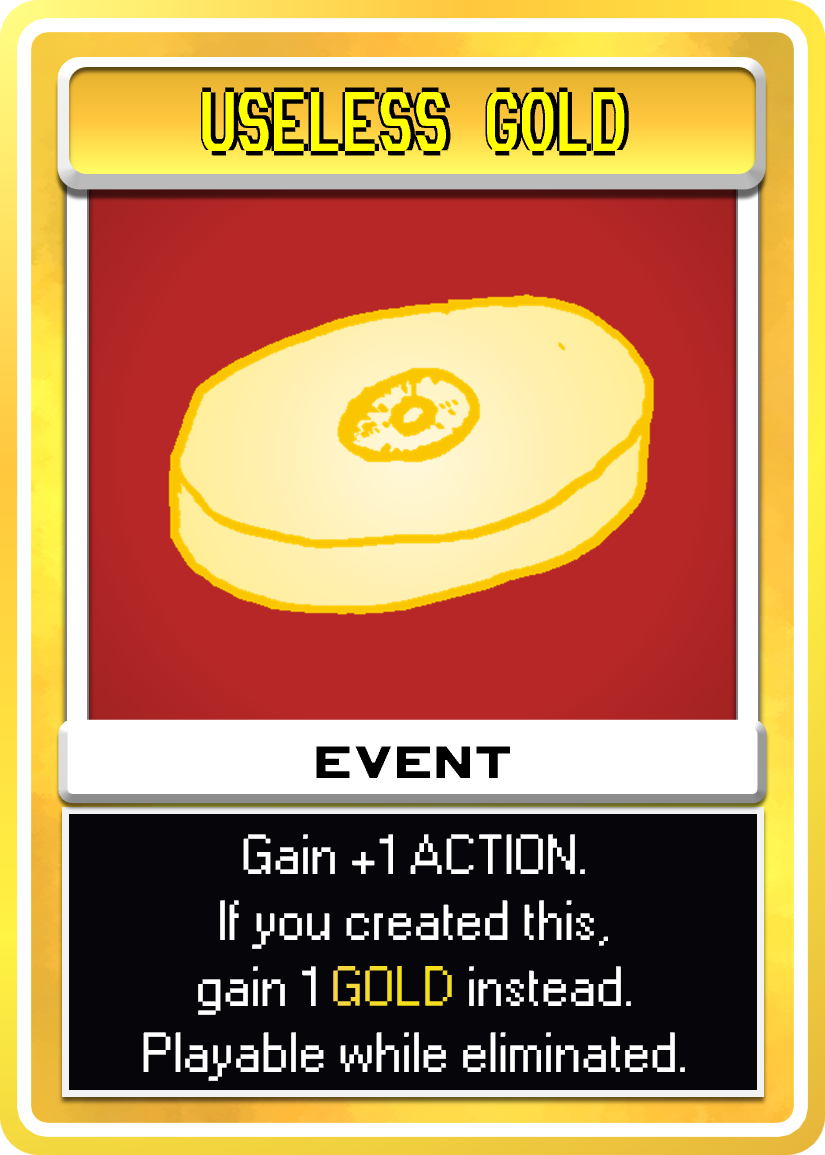 USELESS GOLD
EVENT
Gain +1 ACTION.
If you created this,
gain 1 GOLD instead.
Playable while eliminated.